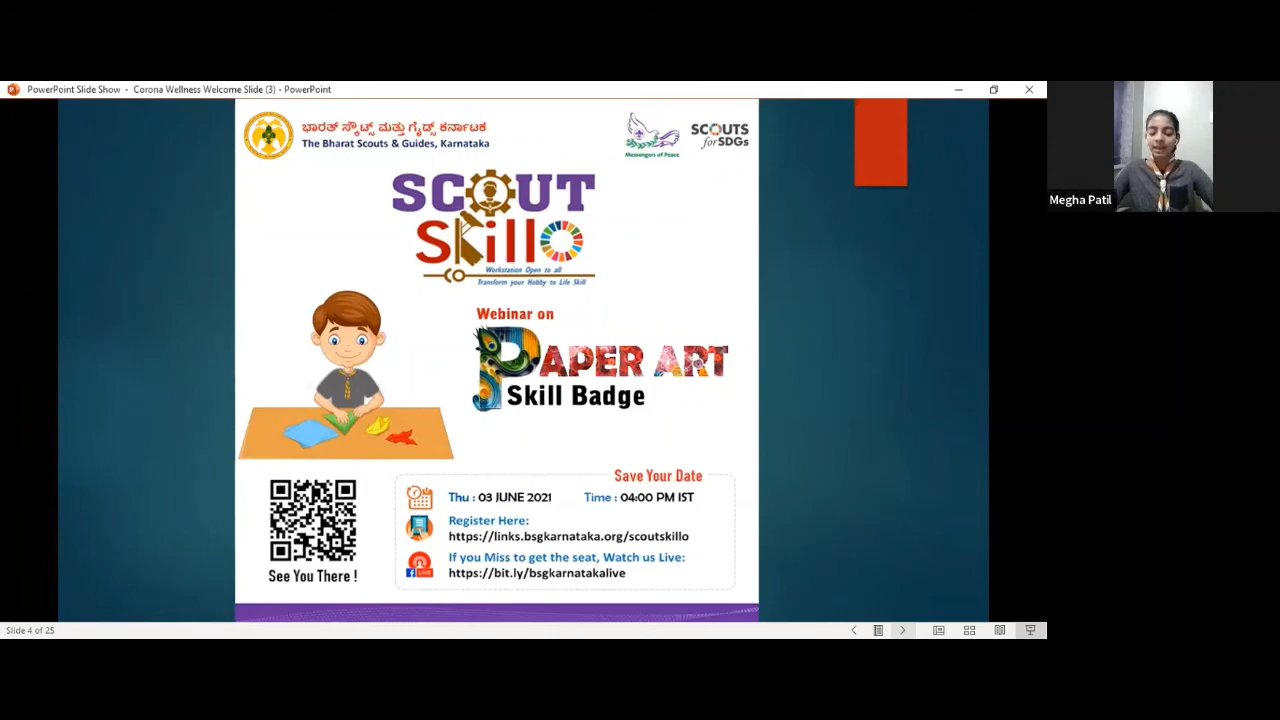 PowerPoint Slide Show - Corona Wellness Welcome Slide (3) - PowerPoint
ಭಾರತ್ ಸ್ಕೌಟ್ಸ್ ಮತ್ತು ಗೈಡ್ಸ್ ಕರ್ನಾಟಕ
The Bharat Scouts & Guides, Karnataka
Messengers of Peace
SCOUTS
for SDGs
SCOUT
Skillo
Workstation Open to all
Transform your Hobby to Life Skill
Webinar on
PAPER ART
Skill Badge
Save Your Date
Thu : 03 JUNE 2021 Time : 04:00 PM IST
Register Here:
https://links.bsgkarnataka.org/scoutskillo
If you Miss to get the seat, Watch us Live:
https://bit.ly/bsgkarnatakalive
LIVE
See You There !
Megha Patil
Slide 4 of 25